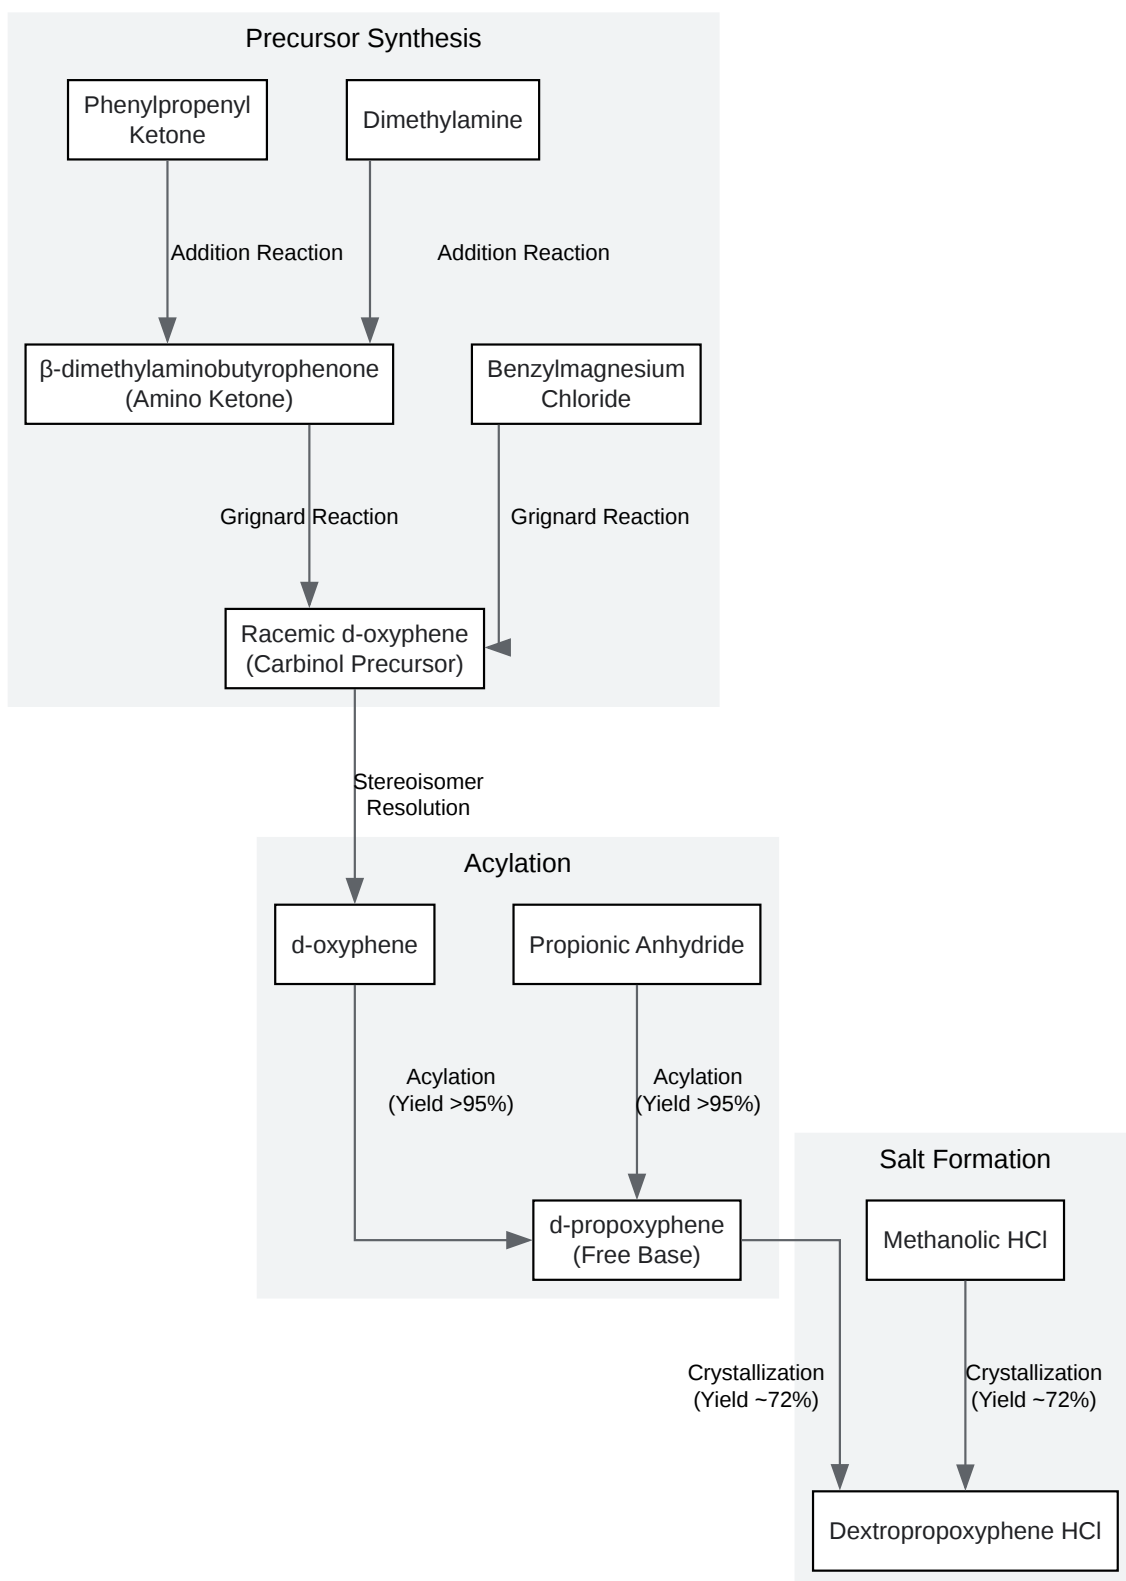 Precursor Synthesis
Phenylpropenyl
Ketone
Dimethylamine
Addition Reaction
Addition Reaction
β-dimethylaminobutyrophenone
(Amino Ketone)
Benzylmagnesium
Chloride
Grignard Reaction
Grignard Reaction
Racemic d-oxyphene
(Carbinol Precursor)
Stereoisomer
Resolution
Acylation
d-oxyphene
Propionic Anhydride
Acylation
(Yield >95%)
Acylation
(Yield >95%)
Salt Formation
d-propoxyphene
(Free Base)
Methanolic HCl
Crystallization
(Yield ~72%)
Crystallization
(Yield ~72%)
Dextropropoxyphene HCl